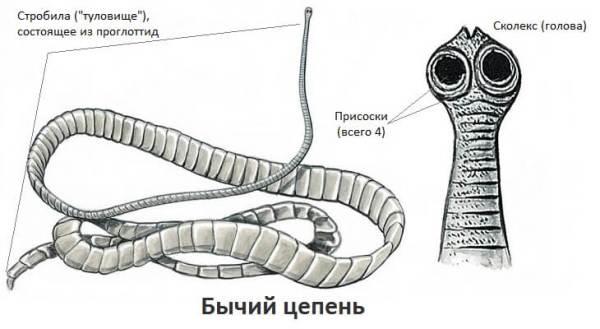 Стробила ("туловище"),
состоящее из проглоттид
Сколекс (голова)
Присоски
(всего 4)
Бычий цепень